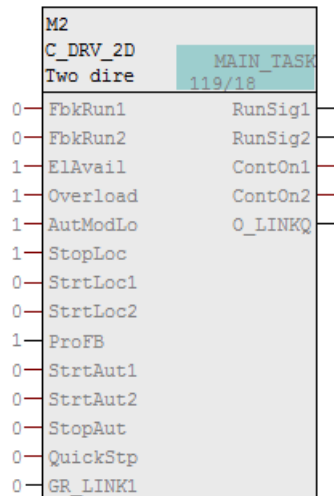 M2
C_DRV_2D
Two dire
MAIN_TASK
119/18
0 FbkRun1 RunSig1
0 FbkRun2 RunSig2
1 ElAvail ContOn1
1 Overload ContOn2
1 AutModLo O_LINKQ
1 StopLoc
0 StrtLoc1
0 StrtLoc2
1 ProFB
0 StrtAut1
0 StrtAut2
0 StopAut
0 QuickStp
0 GR_LINK1